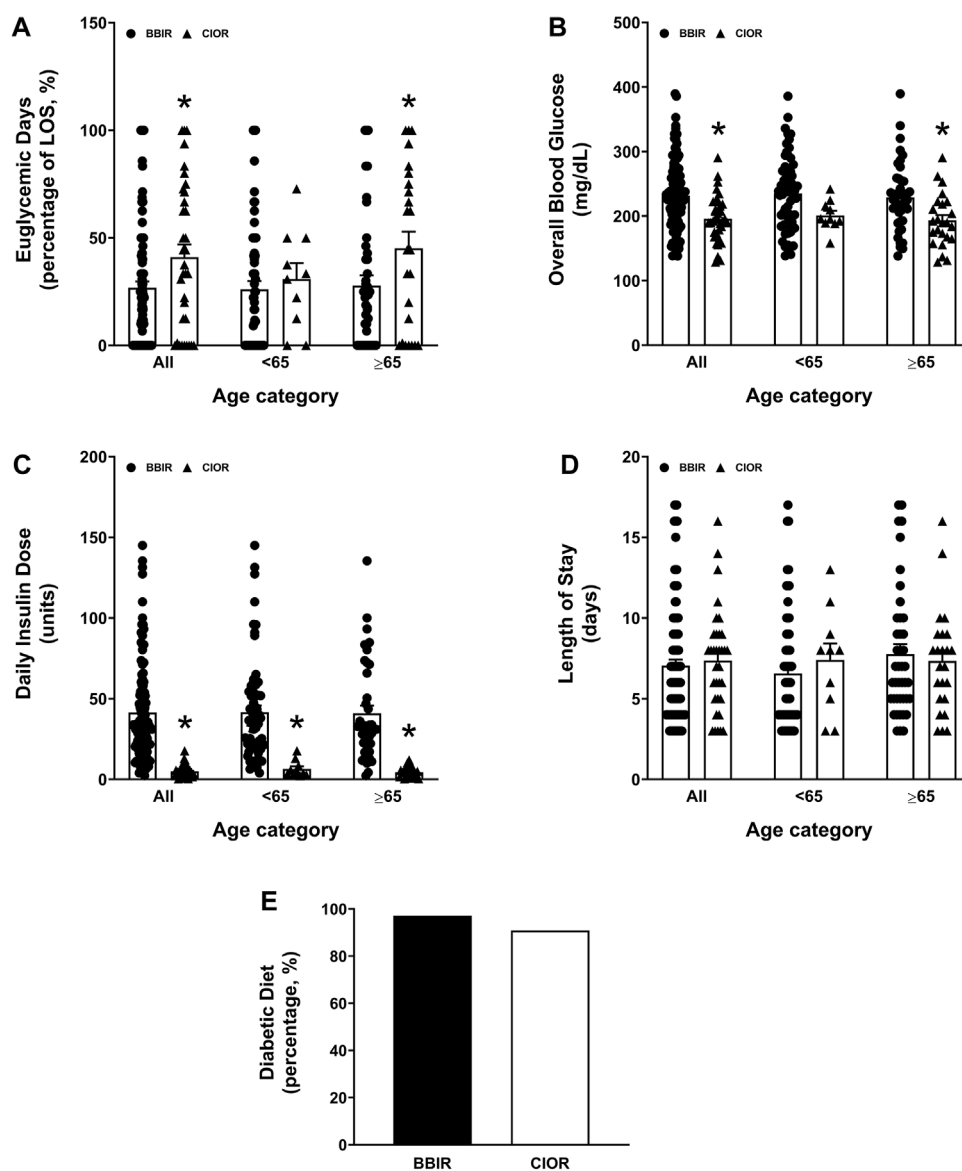 A
BBIR CIOR
Euglycemic Days
(percentage of LOS, %)
150
100
50
0
* *
All <65 ≥65
Age category
B
BBIR CIOR
Overall Blood Glucose
(mg/dL)
500
400
300
200
100
0
* *
All <65 ≥65
Age category
C
BBIR CIOR
Daily Insulin Dose
(units)
200
150
100
50
0
* * *
All <65 ≥65
Age category
D
BBIR CIOR
Length of Stay
(days)
20
15
10
5
0
All <65 ≥65
Age category
E
Diabetic Diet
(percentage, %)
100
80
60
40
20
0
BBIR CIOR